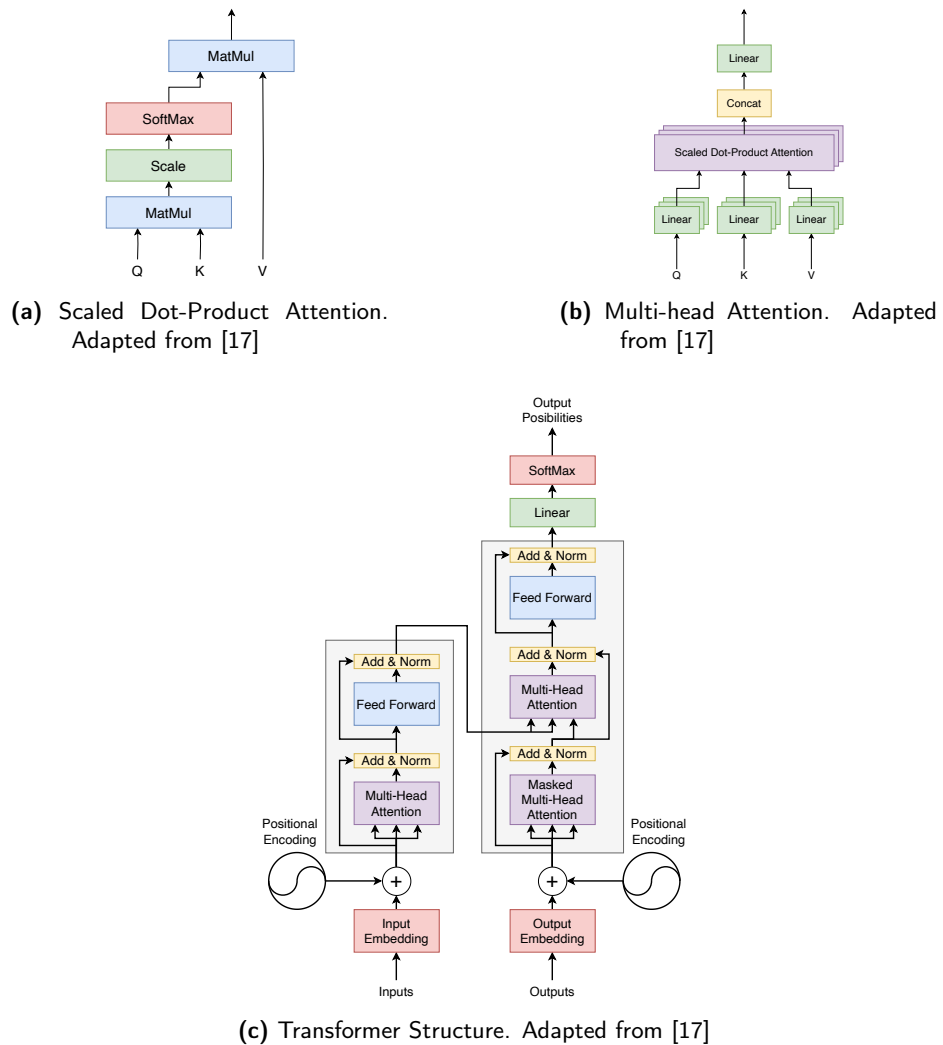 MatMul
SoftMax
Scale
MatMul
Q K V
(a) Scaled Dot-Product Attention.
Adapted from [17]
Linear
Concat
Scaled Dot-Product Attention
Linear Linear Linear
Q K V
(b) Multi-head Attention. Adapted
from [17]
Output
Posibilities
SoftMax
Linear
Add & Norm
Feed Forward
Add & Norm
Multi-Head
Attention
Add & Norm
Masked
Multi-Head
Attention
Add & Norm
Feed Forward
Add & Norm
Multi-Head
Attention
Positional
Encoding
Positional
Encoding
+
+
Input
Embedding
Output
Embedding
Inputs
Outputs
(c) Transformer Structure. Adapted from [17]